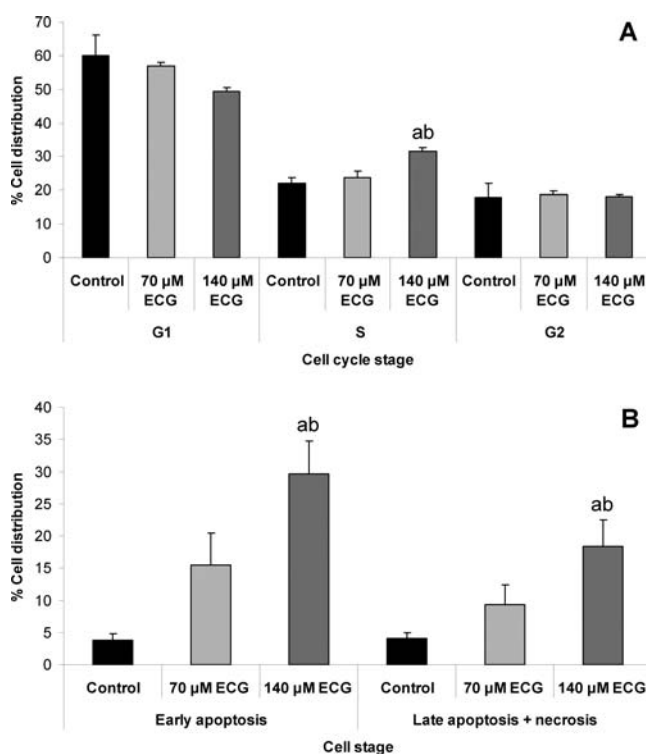 A
% Cell distribution
70
60
50
40
30
20
10
0
ab
Control 70 µM ECG 140 µM ECG Control 70 µM ECG 140 µM ECG Control 70 µM ECG 140 µM ECG
G1 S G2
Cell cycle stage
B
% Cell distribution
40
35
30
25
20
15
10
5
0
ab
ab
Control 70 µM ECG 140 µM ECG Control 70 µM ECG 140 µM ECG
Early apoptosis Late apoptosis + necrosis
Cell stage